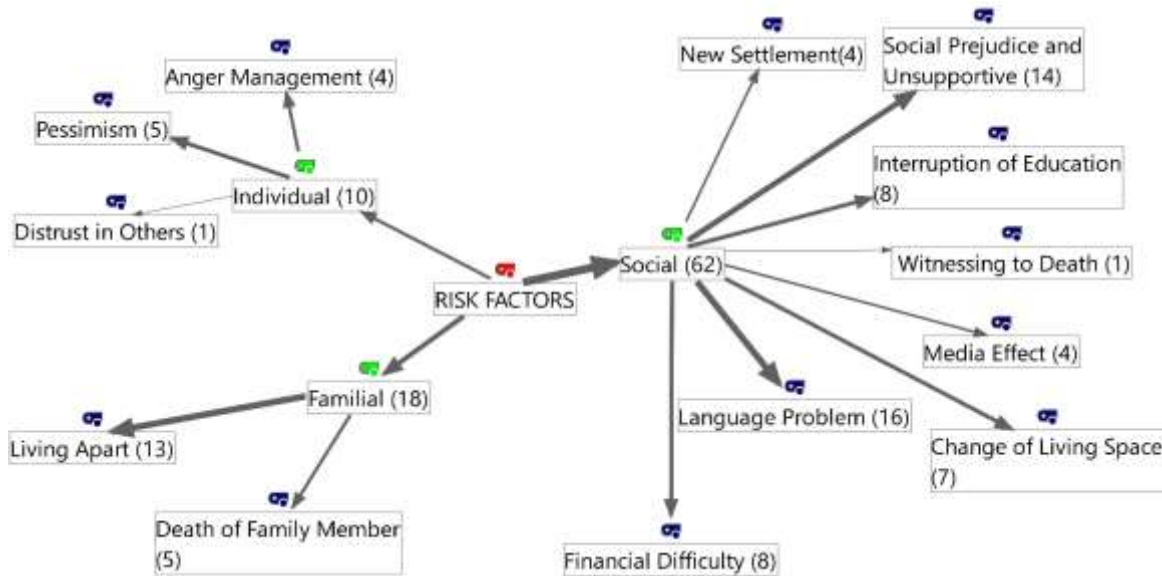 New Settlement(4)
Social Prejudice and
Unsupportive (14)
Anger Management (4)
Pessimism (5)
Interruption of Education
(8)
Individual (10)
Distrust in Others (1)
Social (62)
Witnessing to Death (1)
RISK FACTORS
Media Effect (4)
Familial (18)
Language Problem (16)
Living Apart (13)
Change of Living Space
(7)
Death of Family Member
(5)
Financial Difficulty (8)